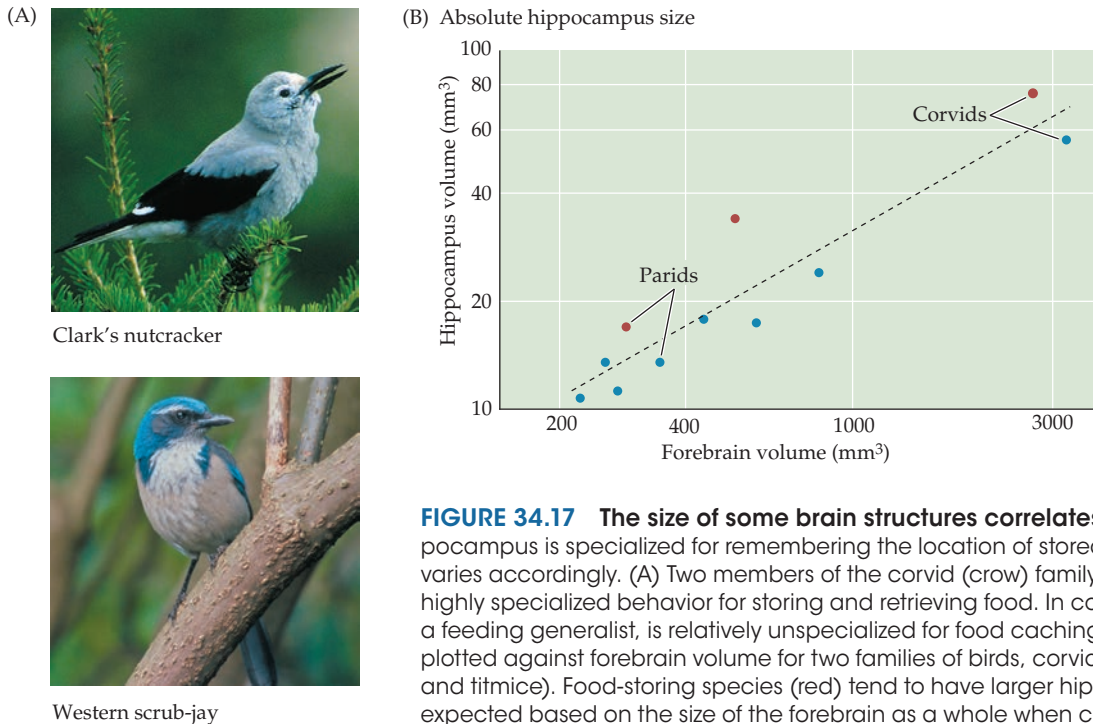 (A)
Clark's nutcracker
Western scrub-jay
(B) Absolute hippocampus size
Hippocampus volume (mm³)
100
80
60
40
20
10
Corvids
Parids
200 400 1000 3000
Forebrain volume (mm³)
FIGURE 34.17 The size of some brain structures correlates
pocampus is specialized for remembering the location of stored
varies accordingly. (A) Two members of the corvid (crow) family
highly specialized behavior for storing and retrieving food. In co
a feeding generalist, is relatively unspecialized for food caching
plotted against forebrain volume for two families of birds, corvid
and titmice). Food-storing species (red) tend to have larger hip
expected based on the size of the forebrain as a whole when c